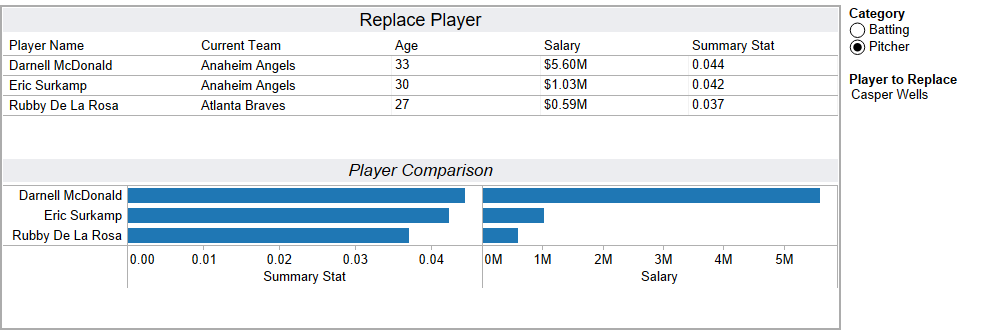 Replace Player
Player Name Current Team Age Salary Summary Stat
Darnell McDonald Anaheim Angels 33 $5.60M 0.044
Eric Surkamp Anaheim Angels 30 $1.03M 0.042
Rubby De La Rosa Atlanta Braves 27 $0.59M 0.037
Player Comparison
Darnell McDonald
Eric Surkamp
Rubby De La Rosa
0.00 0.01 0.02 0.03 0.04 0M 1M 2M 3M 4M 5M
Summary Stat Salary
Category
Batting
Pitcher
Player to Replace
Casper Wells